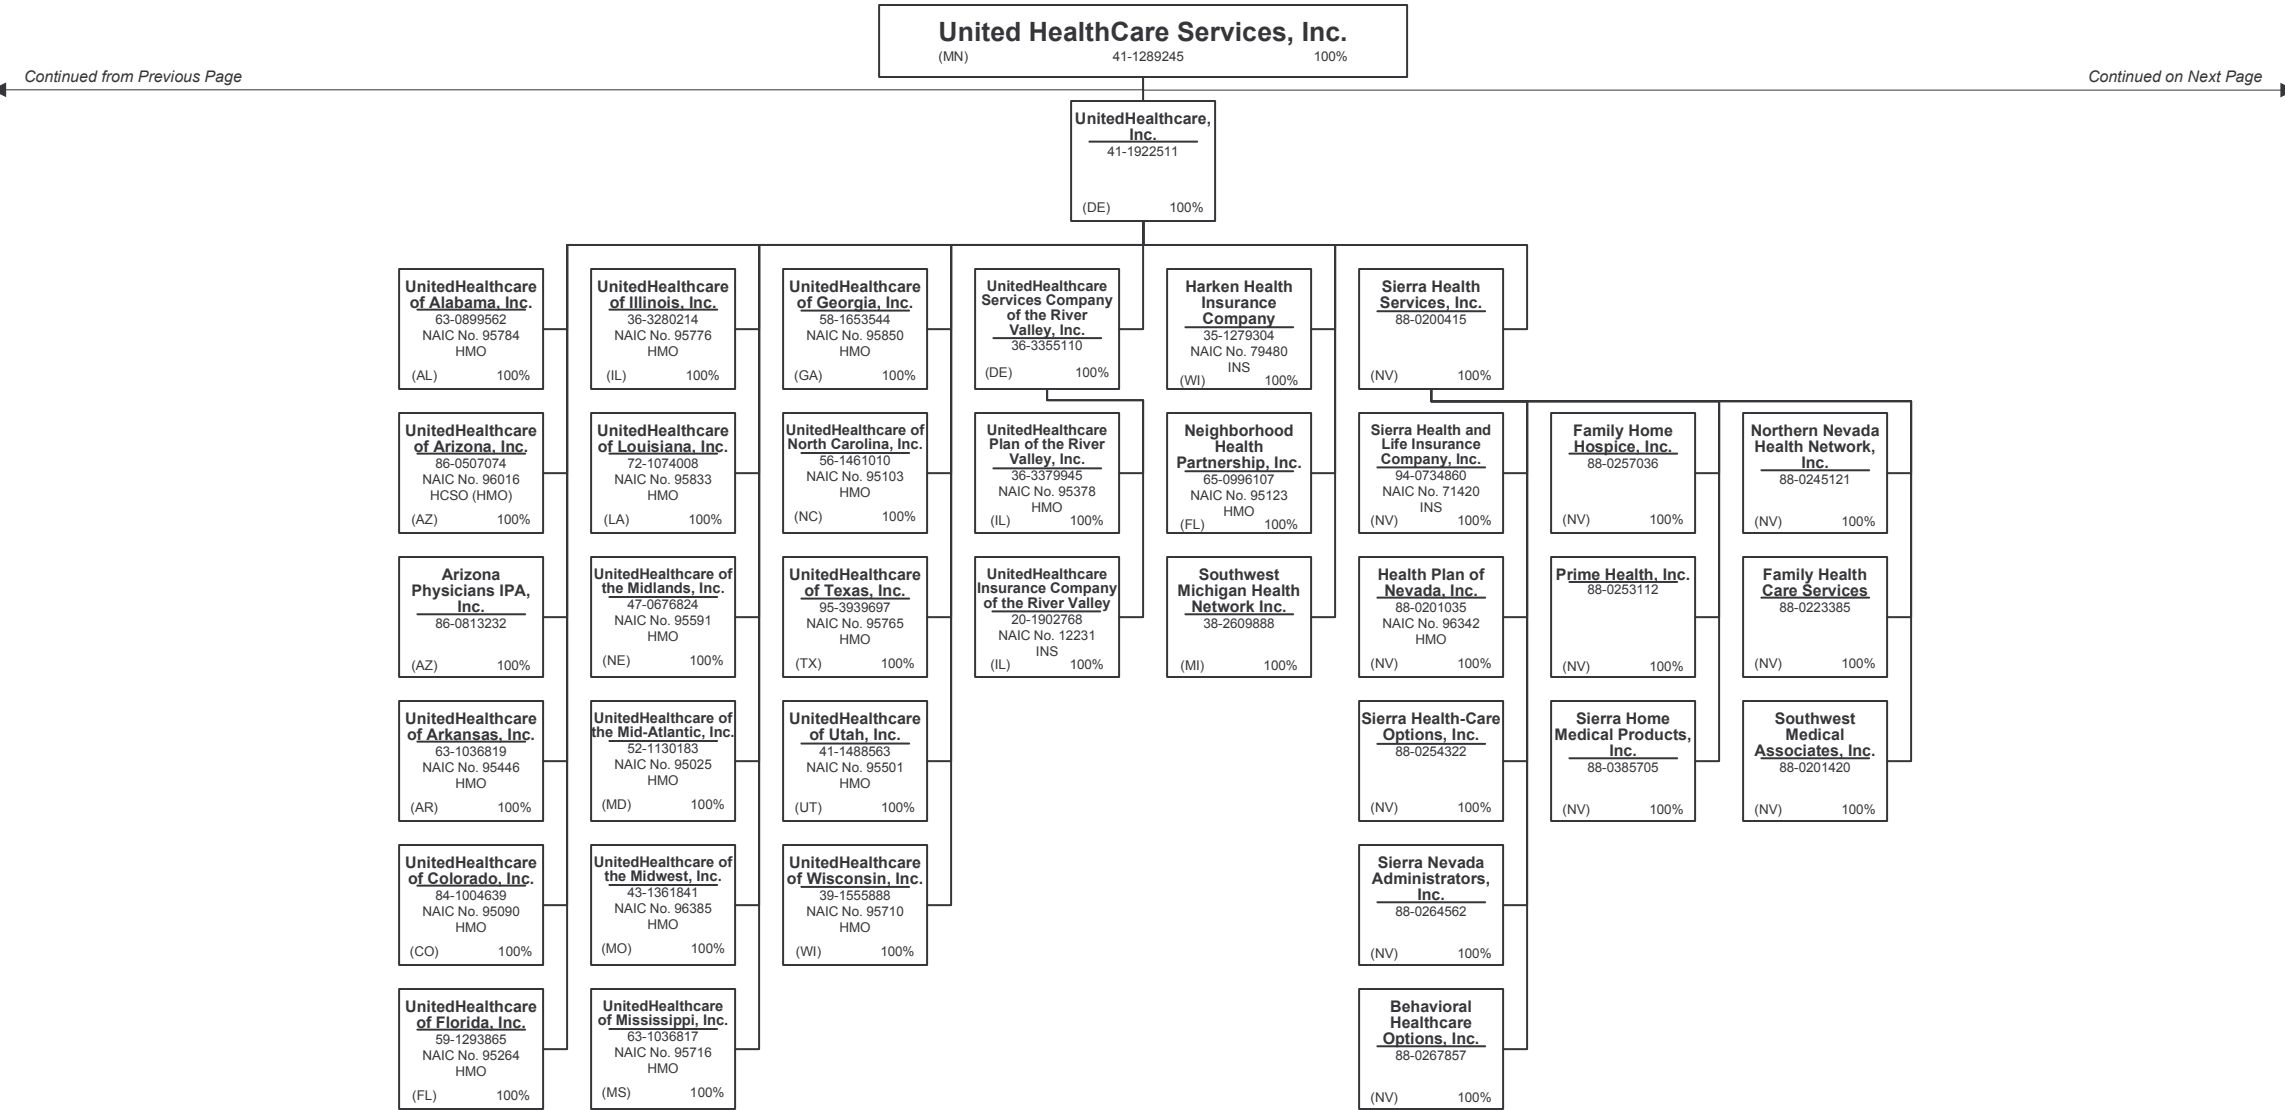 United HealthCare Services, Inc.
(MN) 41-1289245 100%
Continued from Previous Page
Continued on Next Page
UnitedHealthcare,
Inc.
41-1922511
(DE) 100%
UnitedHealthcare
of Alabama, Inc.
63-0899562
NAIC No. 95784
HMO
(AL) 100%
UnitedHealthcare
of Arizona, Inc.
86-0507074
NAIC No. 96016
HCSO (HMO)
(AZ) 100%
Arizona
Physicians IPA,
Inc.
86-0813232
(AZ) 100%
UnitedHealthcare
of Arkansas, Inc.
63-1036819
NAIC No. 95446
HMO
(AR) 100%
UnitedHealthcare
of Colorado, Inc.
84-1004639
NAIC No. 95090
HMO
(CO) 100%
UnitedHealthcare
of Florida, Inc.
59-1293865
NAIC No. 95264
HMO
(FL) 100%
UnitedHealthcare
of Illinois, Inc.
36-3280214
NAIC No. 95776
HMO
(IL) 100%
UnitedHealthcare
of Louisiana, Inc.
72-1074008
NAIC No. 95833
HMO
(LA) 100%
UnitedHealthcare of
the Midlands, Inc.
47-0676824
NAIC No. 95591
HMO
(NE) 100%
UnitedHealthcare of
the Mid-Atlantic, Inc.
52-1130183
NAIC No. 95025
HMO
(MD) 100%
UnitedHealthcare of
the Midwest, Inc.
43-1361841
NAIC No. 96385
HMO
(MO) 100%
UnitedHealthcare
of Mississippi, Inc.
63-1036817
NAIC No. 95716
HMO
(MS) 100%
UnitedHealthcare
of Georgia, Inc.
58-1653544
NAIC No. 95850
HMO
(GA) 100%
UnitedHealthcare of
North Carolina, Inc.
56-1461010
NAIC No. 95103
HMO
(NC) 100%
UnitedHealthcare
of Texas, Inc.
95-3939697
NAIC No. 95765
HMO
(TX) 100%
UnitedHealthcare
of Utah, Inc.
41-1488563
NAIC No. 95501
HMO
(UT) 100%
UnitedHealthcare
of Wisconsin, Inc.
39-1555888
NAIC No. 95710
HMO
(WI) 100%
UnitedHealthcare
Services Company
of the River
Valley, Inc.
36-3355110
(DE) 100%
UnitedHealthcare
Plan of the River
Valley, Inc.
36-3379945
NAIC No. 95378
HMO
(IL) 100%
UnitedHealthcare
Insurance Company
of the River Valley
20-1902768
NAIC No. 12231
INS
(IL) 100%
Harken Health
Insurance
Company
35-1279304
NAIC No. 79480
INS
(WI) 100%
Neighborhood
Health
Partnership, Inc.
65-0996107
NAIC No. 95123
HMO
(FL) 100%
Southwest
Michigan Health
Network Inc.
38-2609888
(MI) 100%
Sierra Health
Services, Inc.
88-0200415
(NV) 100%
Sierra Health and
Life Insurance
Company, Inc.
94-0734860
NAIC No. 71420
INS
(NV) 100%
Health Plan of
Nevada, Inc.
88-0201035
NAIC No. 96342
HMO
(NV) 100%
Sierra Health-Care
Options, Inc.
88-0254322
(NV) 100%
Sierra Nevada
Administrators,
Inc.
88-0264562
(NV) 100%
Behavioral
Healthcare
Options, Inc.
88-0267857
(NV) 100%
Family Home
Hospice, Inc.
88-0257036
(NV) 100%
Prime Health, Inc.
88-0253112
(NV) 100%
Sierra Home
Medical Products,
Inc.
88-0385705
(NV) 100%
Northern Nevada
Health Network,
Inc.
88-0245121
(NV) 100%
Family Health
Care Services
88-0223385
(NV) 100%
Southwest
Medical
Associates, Inc.
88-0201420
(NV) 100%